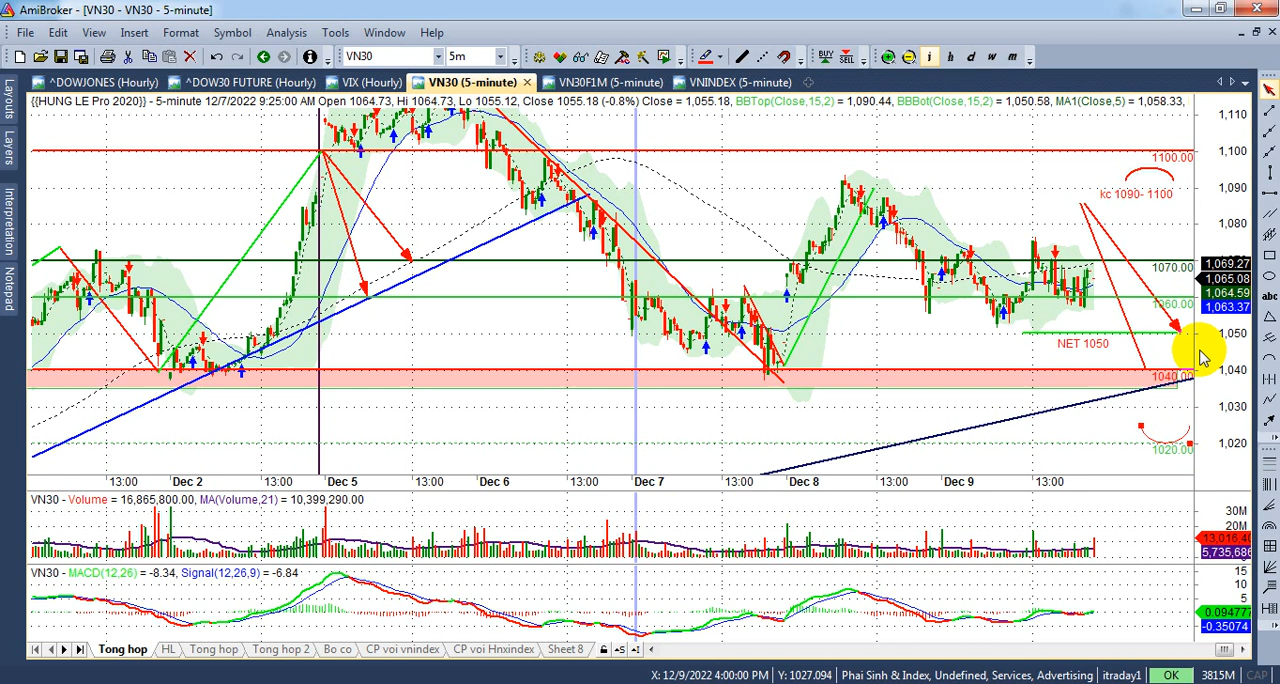 AmiBroker - [VN30 - VN30 - 5-minute]
File Edit View Insert Format Symbol Analysis Tools Window Help
VN30 5m i h d w m
BUY SELL
abc
^DOWJONES (Hourly) ^DOW30 FUTURE (Hourly) VIX (Hourly) VN30 (5-minute) VN30F1M (5-minute) VNINDEX (5-minute)
Layouts
Layers
Interpretation
Notepad
{{HUNG LE Pro 2020}} - 5-minute 12/7/2022 9:25:00 AM Open 1064.73, Hi 1064.73, Lo 1055.12, Close 1055.18 (-0.8%) Close = 1,055.18, BBTop(Close,15,2) = 1,090.44, BBBot(Close,15,2) = 1,050.58, MA1(Close,5) = 1,058.33,
1,110
1100.00 1,100
kc 1090- 1100 1,090
1,080
1070.00 1,069.27
1,065.08
1,064.59
1060.00 1,063.37
NET 1050 1,050
1040.00 1,040
1,030
1020.00 1,020
13:00 Dec 2 13:00 Dec 5 13:00 Dec 6 13:00 Dec 7 13:00 Dec 8 13:00 Dec 9 13:00
VN30 - Volume = 16,865,800.00, MA(Volume,21) = 10,399,290.00
30M
20M
13,016,40
5,735,686
VN30 - MACD(12,26) = -8.34, Signal(12,26,9) = -6.84
15
10
5
0.094777
-0.35074
Tong hop HL Tong hop Tong hop 2 Bo co CP voi vnindex CP voi Hnxindex Sheet 8
X: 12/9/2022 4:00:00 PM Y: 1027.094 Phai Sinh & Index, Undefined, Services, Advertising itraday1 OK 3815M CAP